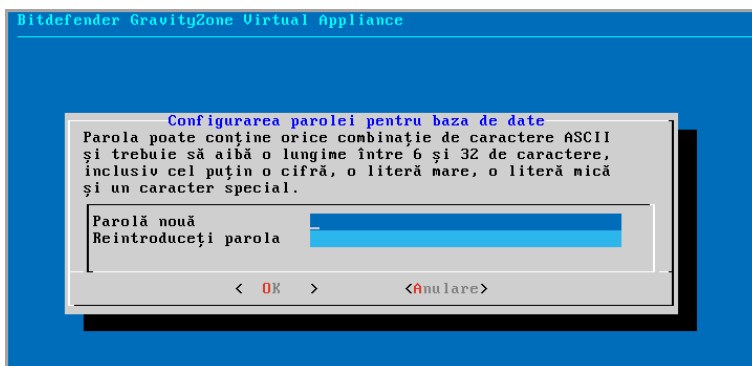 Bitdefender GravityZone Virtual Appliance
Configurarea parolei pentru baza de date
Parola poate conține orice combinație de caractere ASCII
și trebuie să aibă o lungime între 6 și 32 de caractere,
inclusiv cel puțin o cifră, o literă mare, o literă mică
și un caracter special.
Parolă nouă
Reintroduceți parola
< OK > <Anulare>